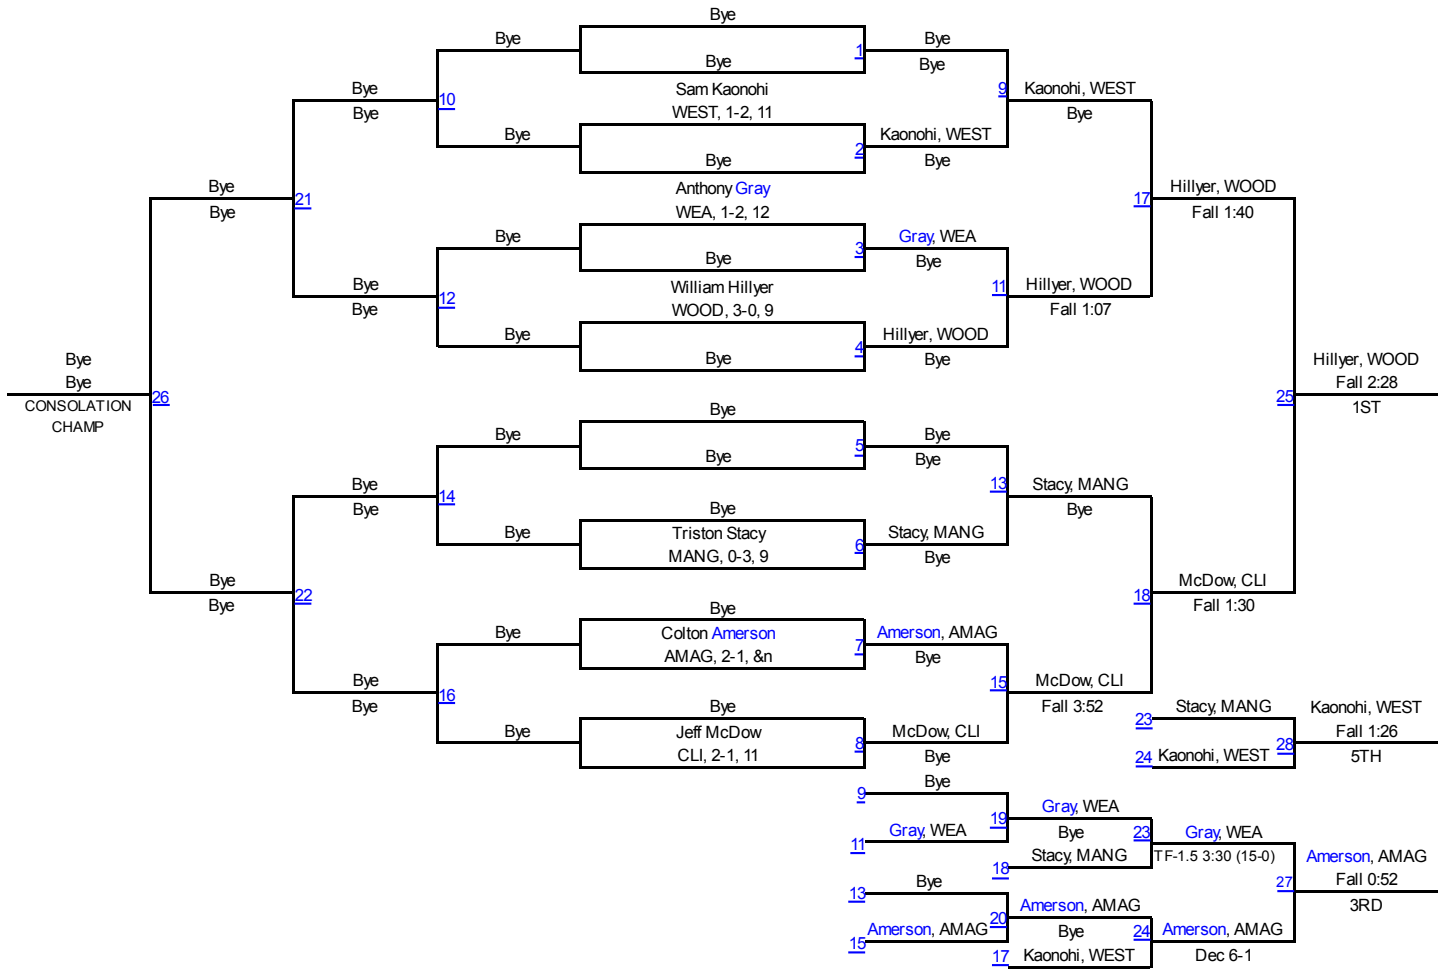 Bye
Bye
Bye
1
Bye
Bye
Bye
Sam Kaonohi
WEST, 1-2, 11
9
Kaonohi, WEST
Bye
Bye
Bye
10
Bye
2
Kaonohi, WEST
Bye
Bye
Anthony Gray
WEA, 1-2, 12
Bye
Bye
21
17
Hillyer, WOOD
Fall 1:40
Bye
3
Gray, WEA
Bye
Bye
William Hillyer
WOOD, 3-0, 9
11
Hillyer, WOOD
Fall 1:07
Bye
Bye
12
Bye
4
Hillyer, WOOD
Bye
Bye
Bye
Bye
CONSOLATION
CHAMP
26
25
Hillyer, WOOD
Fall 2:28
1ST
Bye
Bye
Bye
5
Bye
Bye
Bye
Bye
14
13
Stacy, MANG
Bye
Bye
Bye
Triston Stacy
MANG, 0-3, 9
6
Stacy, MANG
Bye
Bye
Bye
22
18
McDow, CLI
Fall 1:30
Bye
Bye
Colton Amerson
AMAG, 2-1, &n
7
Amerson, AMAG
Bye
Bye
Bye
16
15
McDow, CLI
Fall 3:52
Bye
Bye
Jeff McDow
CLI, 2-1, 11
8
McDow, CLI
Bye
23
Stacy, MANG
24
Kaonohi, WEST
28
Kaonohi, WEST
Fall 1:26
5TH
9
Bye
11
Gray, WEA
19
Gray, WEA
Bye
18
Stacy, MANG
23
Gray, WEA
TF-1.5 3:30 (15-0)
13
Bye
15
Amerson, AMAG
20
Amerson, AMAG
Bye
17
Kaonohi, WEST
24
Amerson, AMAG
Dec 6-1
27
Amerson, AMAG
Fall 0:52
3RD